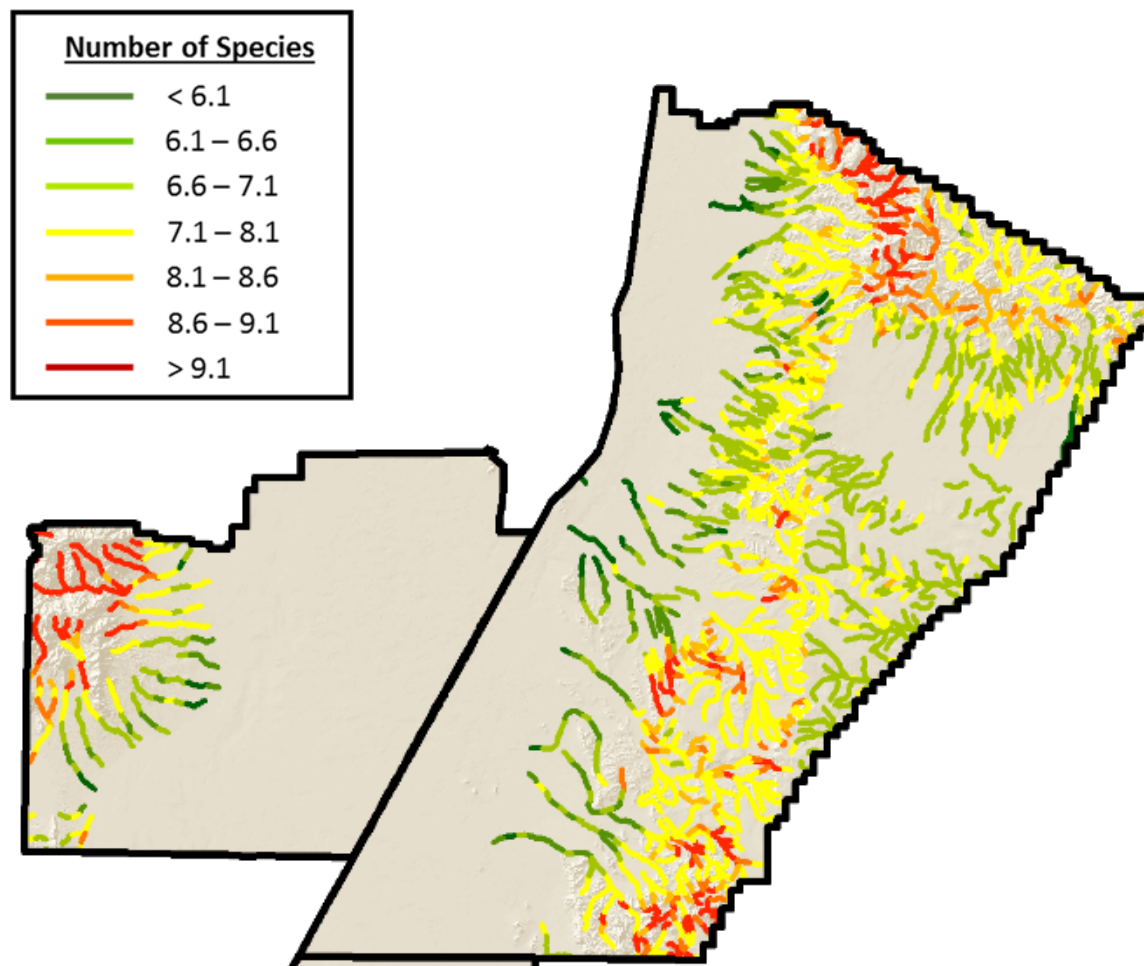 Number of Species
< 6.1
6.1 – 6.6
6.6 – 7.1
7.1 – 8.1
8.1 – 8.6
8.6 – 9.1
> 9.1